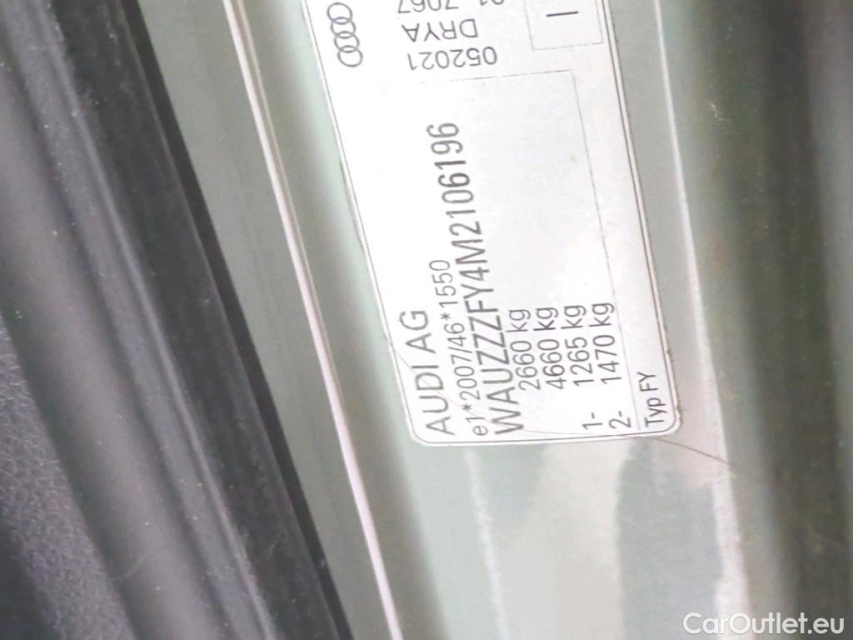 AUDI AG
e1*2007/46*1550
WAUZZZFY4M2106196
2660 kg
4660 kg
1- 1265 kg
2- 1470 kg
Typ FY
052021
DRYA
7067
CarOutlet.eu